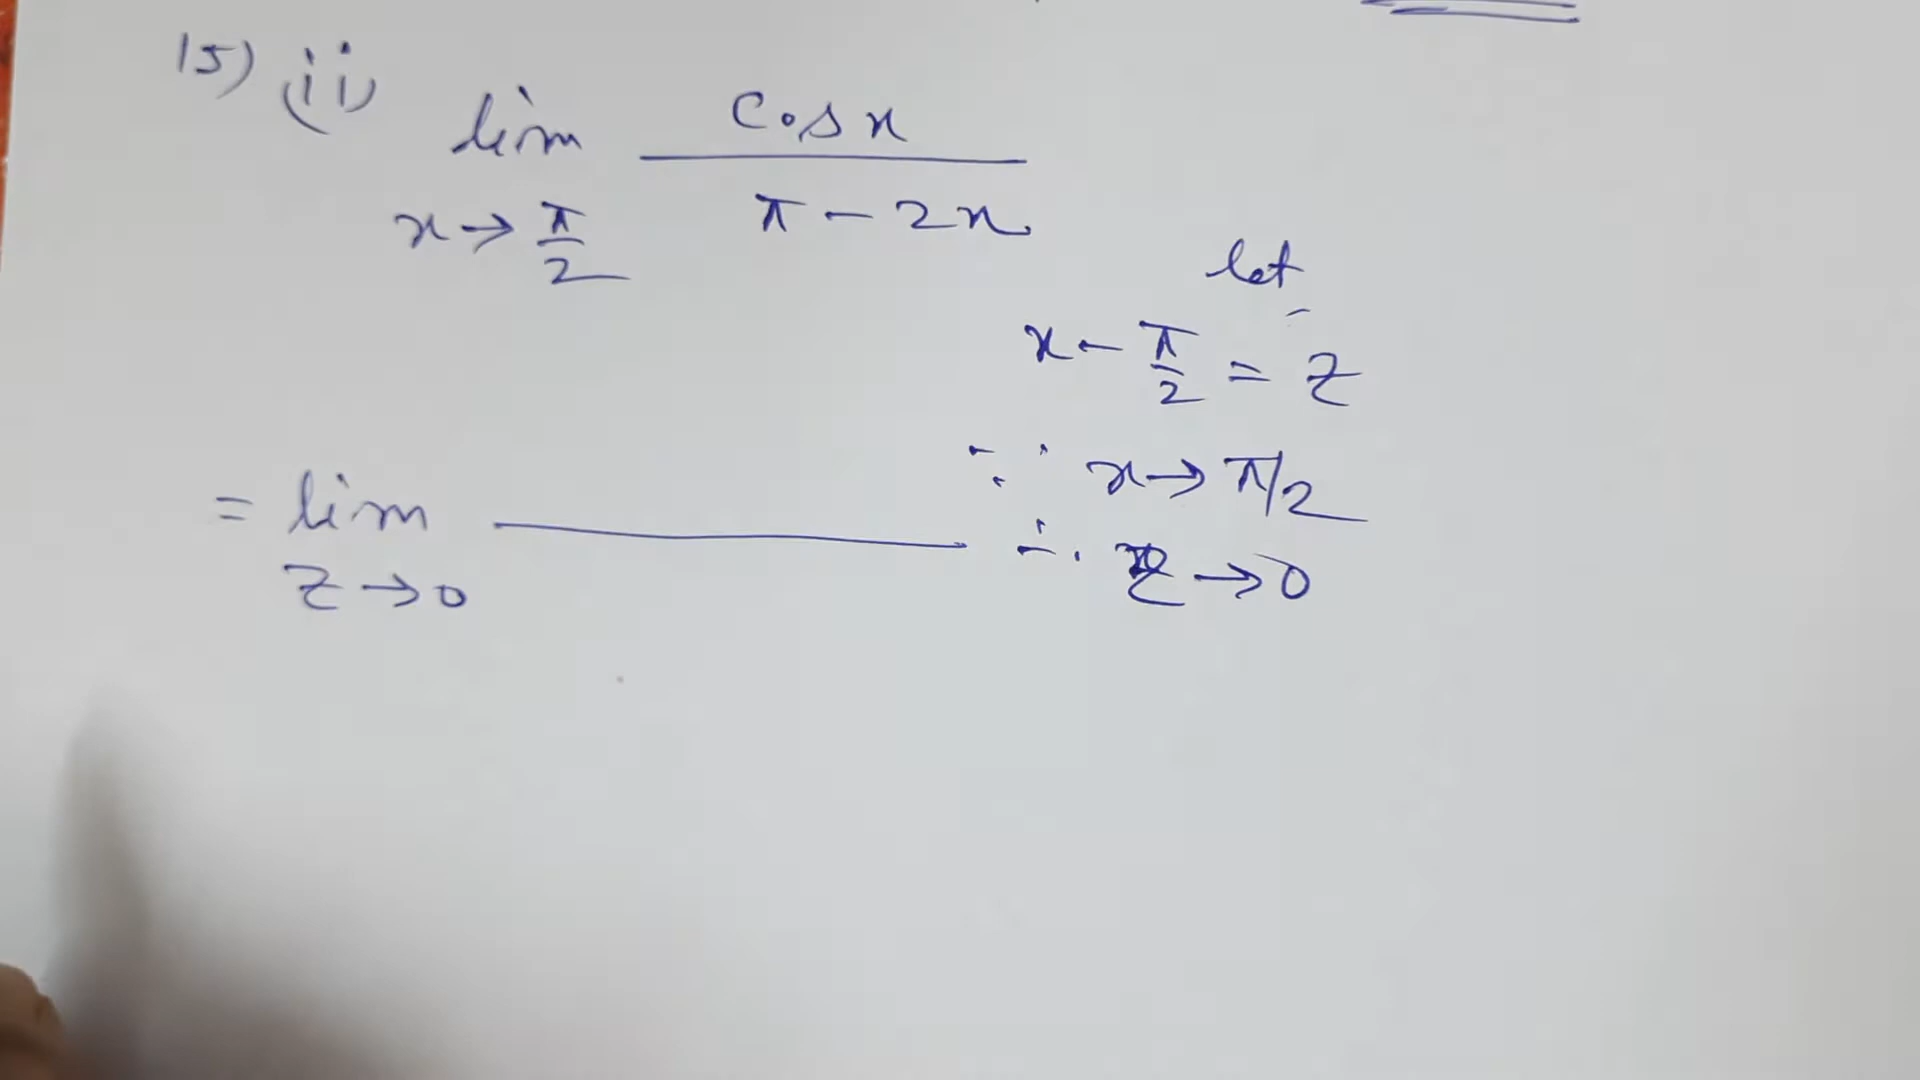 15) (ii) lim cos x
x→π/2 π - 2x
let
x - π/2 = z
∵ x→π/2
= lim
∴ z→0
z→0